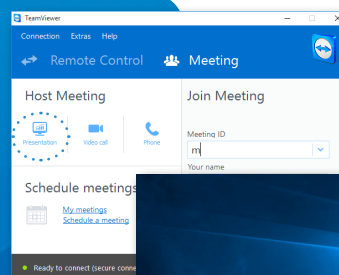 TeamViewer
Connection Extras Help
Remote Control Meeting
Host Meeting
Join Meeting
Presentation Video call Phone
Meeting ID
m
Your name
Schedule meetings
My meetings
Schedule a meeting
Ready to connect (secure